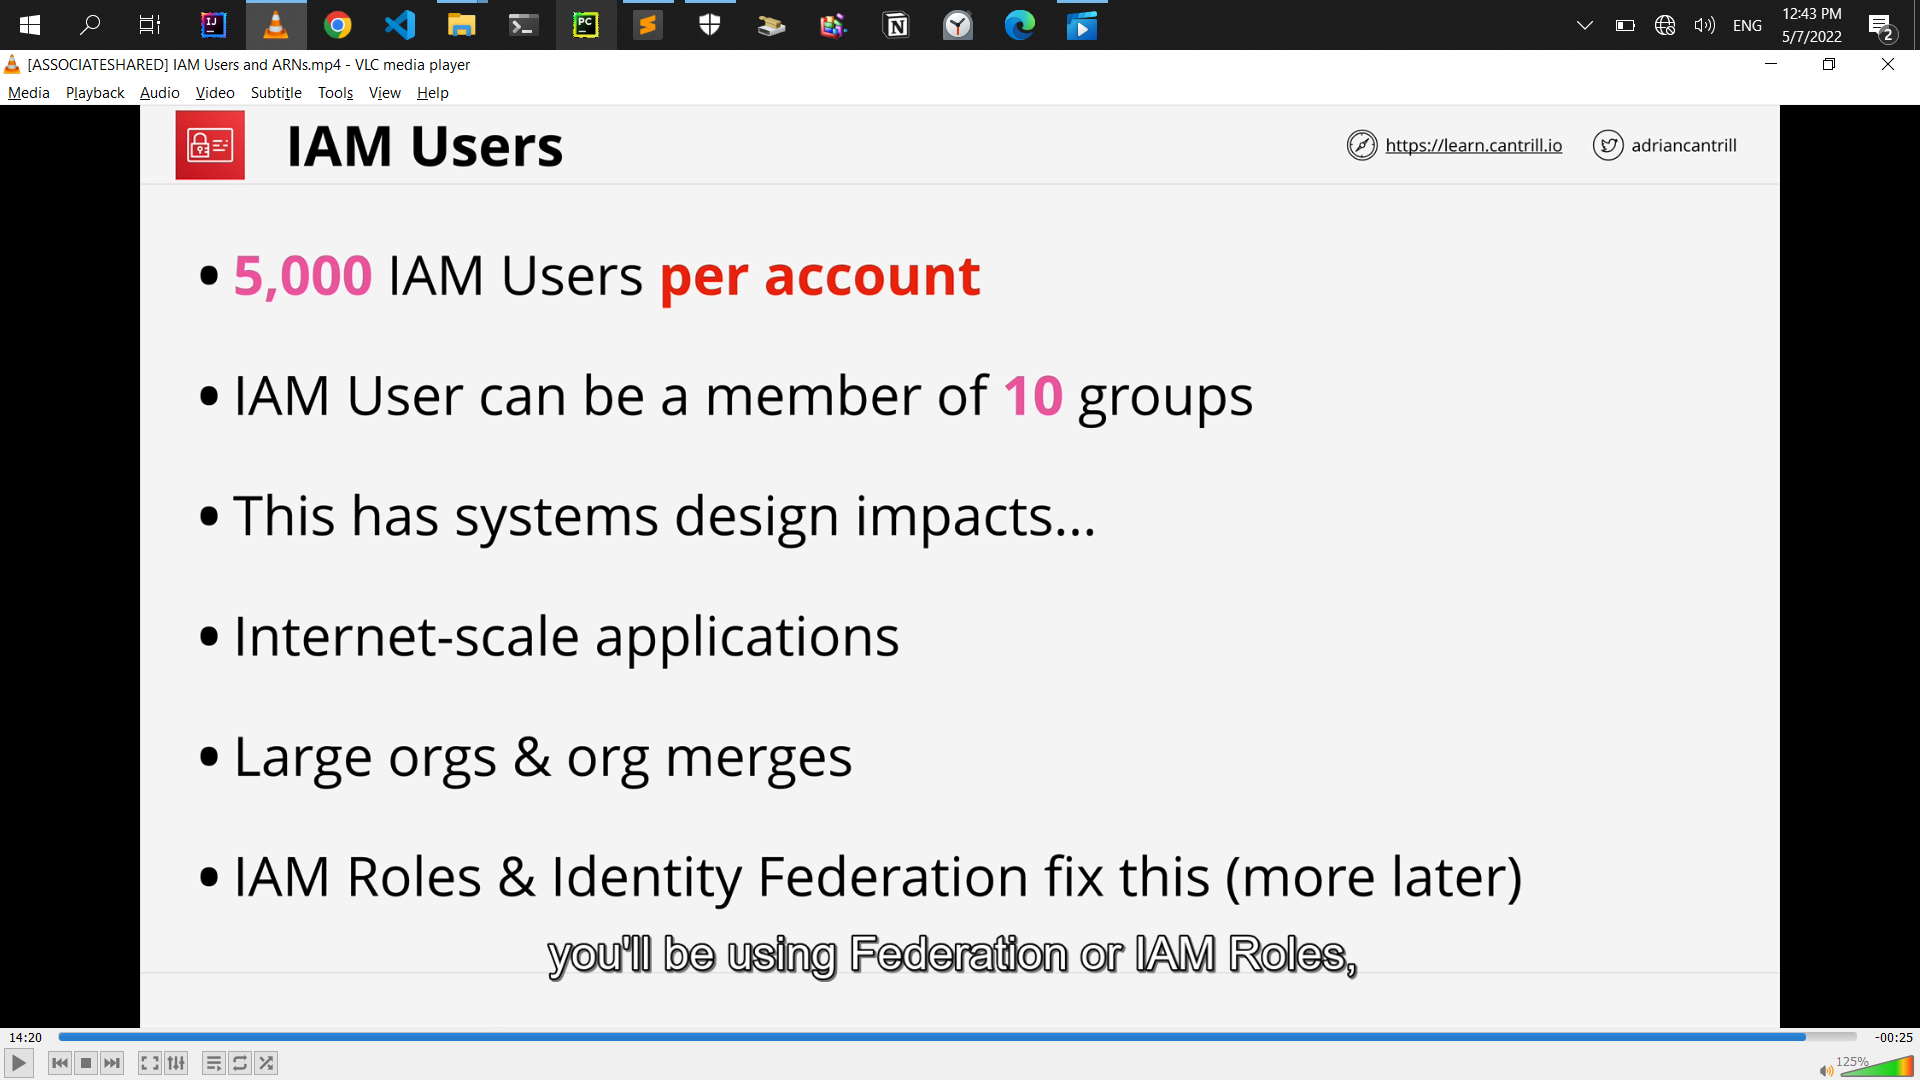 ENG
12:43 PM
5/7/2022
2
[ASSOCIATESHARED] IAM Users and ARNs.mp4 - VLC media player
Media Playback Audio Video Subtitle Tools View Help
IAM Users
https://learn.cantrill.io
adriancantrill
• 5,000 IAM Users per account
• IAM User can be a member of 10 groups
• This has systems design impacts...
• Internet-scale applications
• Large orgs & org merges
• IAM Roles & Identity Federation fix this (more later)
you'll be using Federation or IAM Roles,
14:20
-00:25
125%